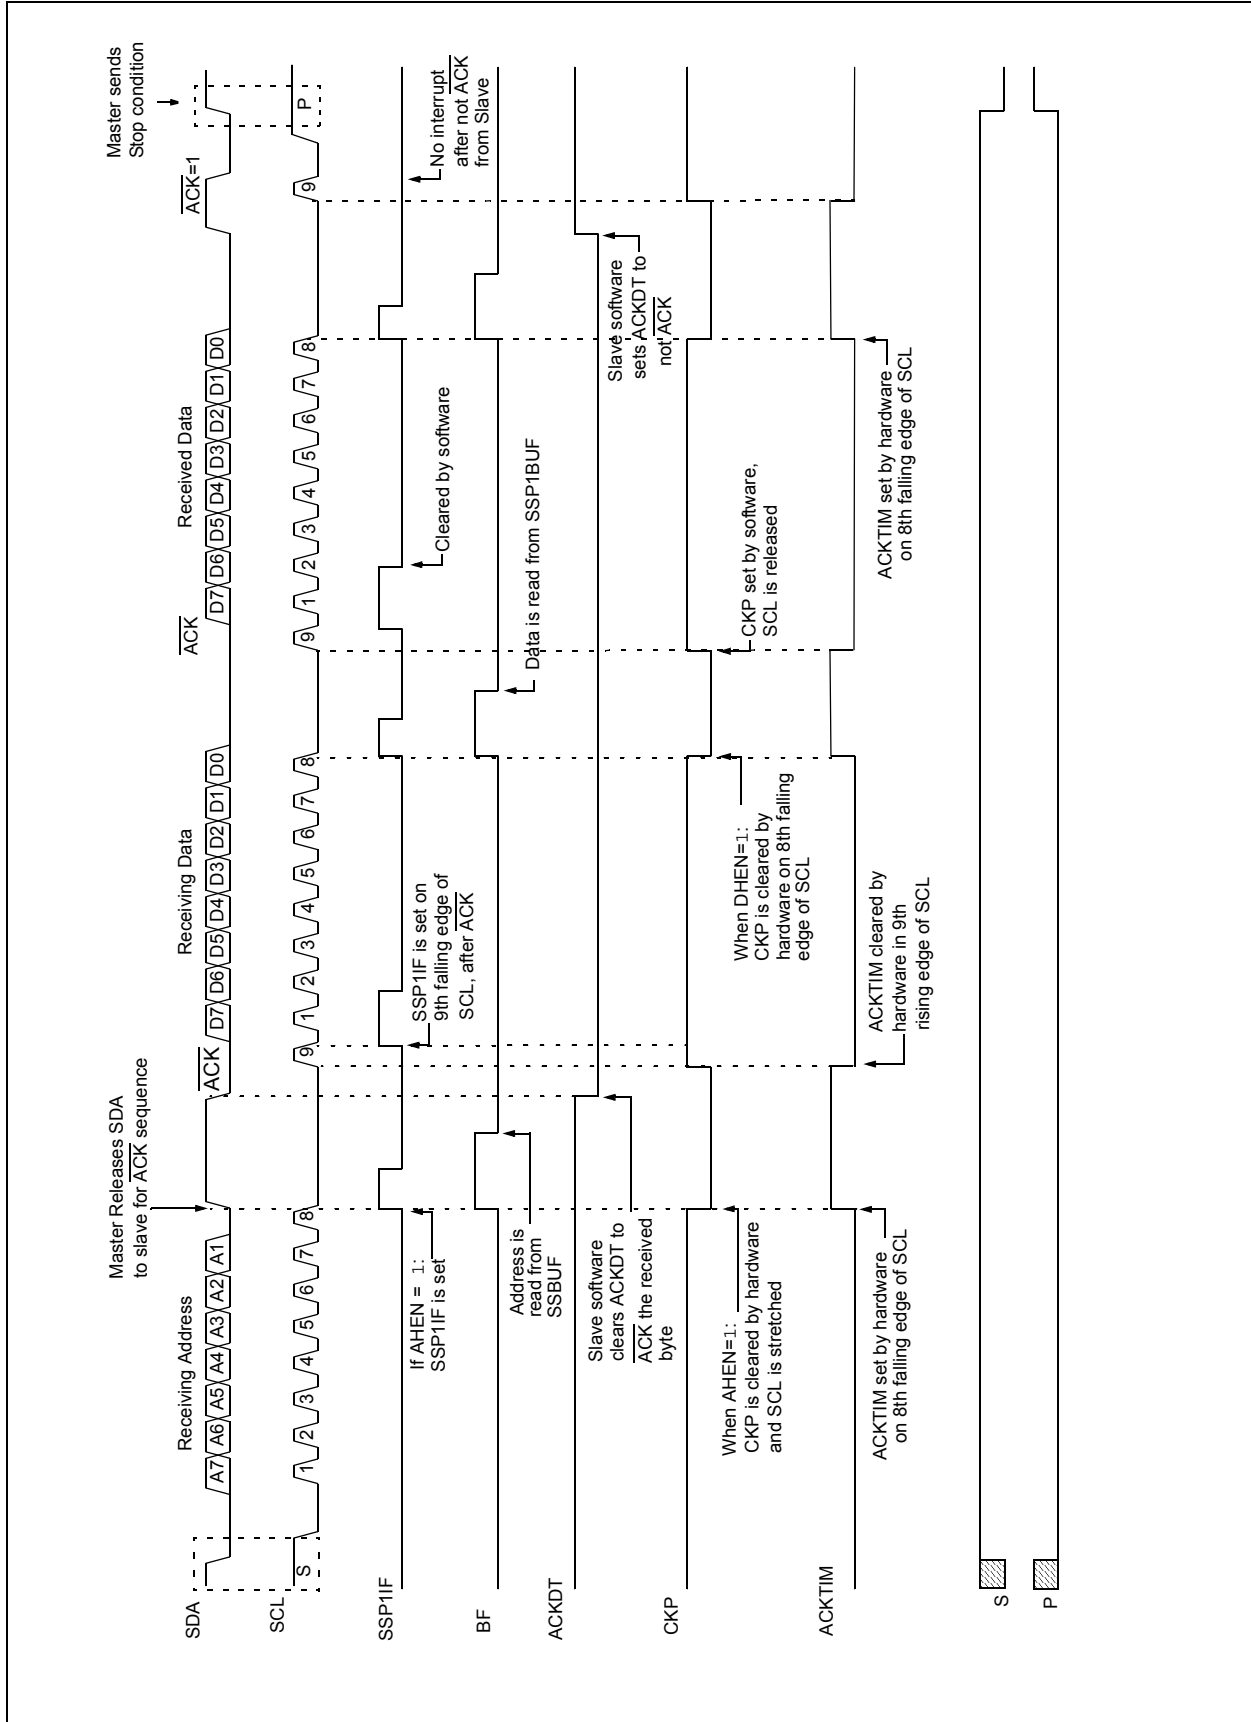 Master Releases SDA
to slave for ACK sequence
Master sends
Stop condition
Receiving Address
Receiving Data
Received Data
ACK
ACK
ACK=1
SDA
A7 A6 A5 A4 A3 A2 A1
D7 D6 D5 D4 D3 D2 D1 D0
D7 D6 D5 D4 D3 D2 D1 D0
SCL
S 1 2 3 4 5 6 7 8 9 1 2 3 4 5 6 7 8 9 1 2 3 4 5 6 7 8 9 P
SSP1IF
If AHEN = 1:
SSP1IF is set
SSP1IF is set on
9th falling edge of
SCL, after ACK
Cleared by software
No interrupt
after not ACK
from Slave
BF
Address is
read from
SSBUF
Data is read from SSP1BUF
ACKDT
Slave software
clears ACKDT to
ACK the received
byte
Slave software
sets ACKDT to
not ACK
CKP
When AHEN=1:
CKP is cleared by hardware
and SCL is stretched
When DHEN=1:
CKP is cleared by
hardware on 8th falling
edge of SCL
CKP set by software,
SCL is released
ACKTIM
ACKTIM set by hardware
on 8th falling edge of SCL
ACKTIM cleared by
hardware in 9th
rising edge of SCL
ACKTIM set by hardware
on 8th falling edge of SCL
S
P